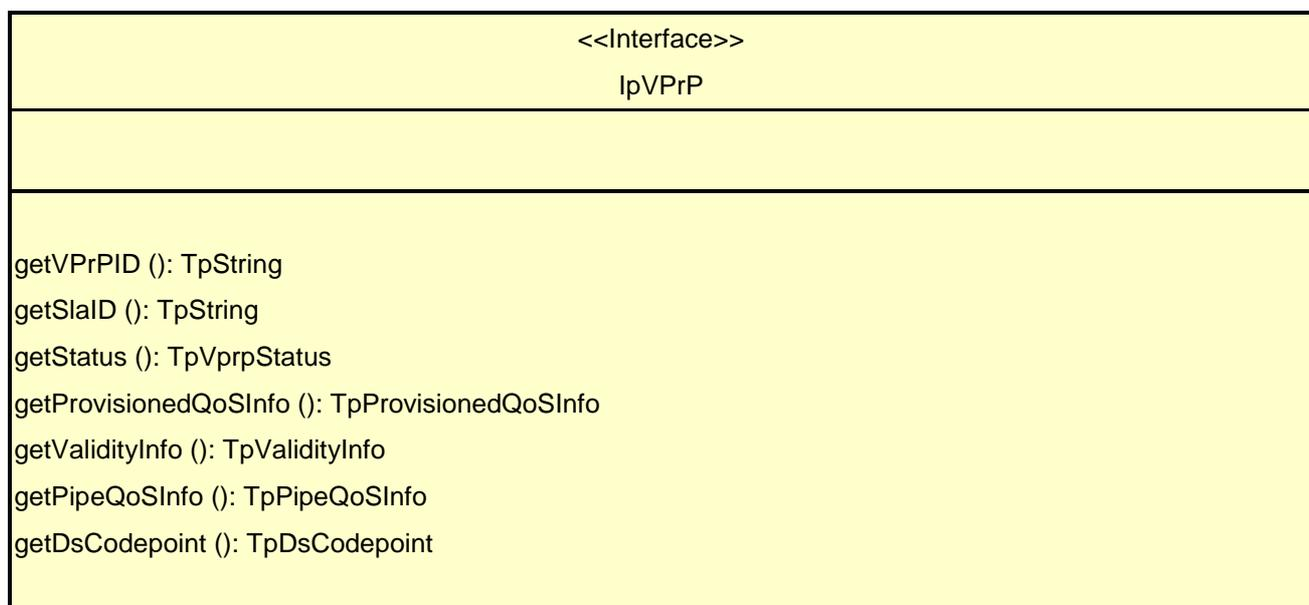 <<Interface>>
IpVPrP
getVPrPID (): TpString
getSlaID (): TpString
getStatus (): TpVprpStatus
getProvisionedQoSInfo (): TpProvisionedQoSInfo
getValidityInfo (): TpValidityInfo
getPipeQoSInfo (): TpPipeQoSInfo
getDsCodepoint (): TpDsCodepoint